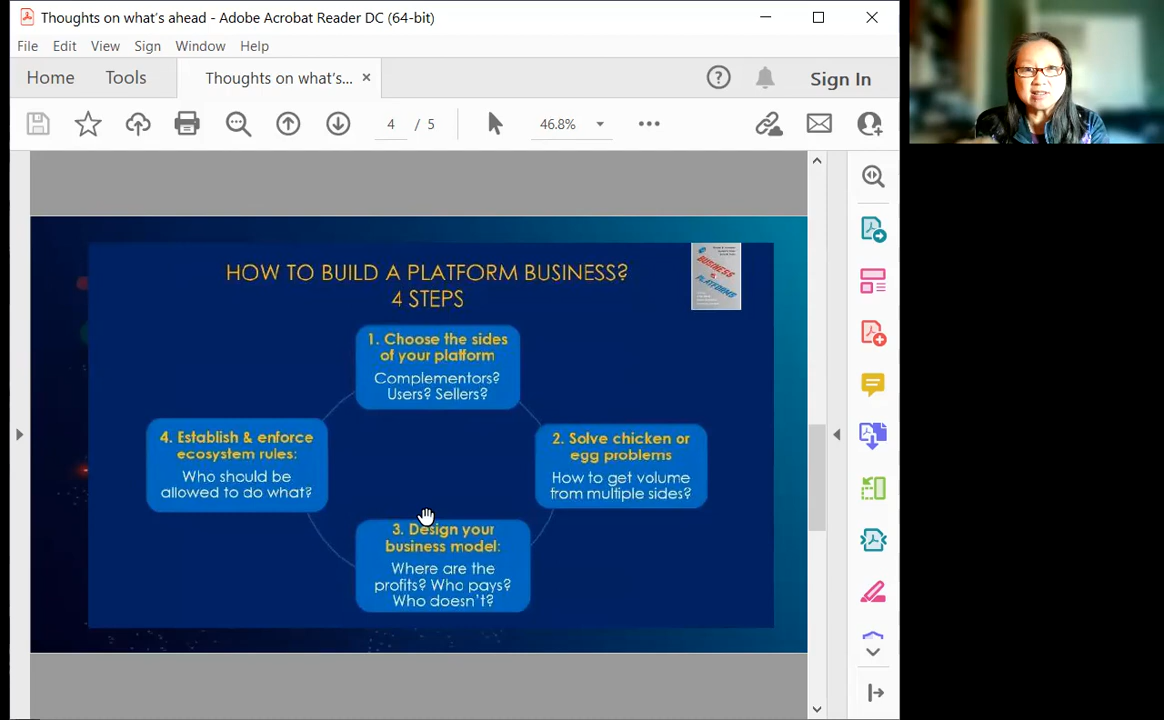 Thoughts on what's ahead - Adobe Acrobat Reader DC (64-bit)
File Edit View Sign Window Help
Home Tools Thoughts on what's... ×
Sign In
4 / 5 46.8%
HOW TO BUILD A PLATFORM BUSINESS?
4 STEPS
BUSINESS
PLATFORMS
1. Choose the sides
of your platform
Complementors?
Users? Sellers?
2. Solve chicken or
egg problems
How to get volume
from multiple sides?
3. Design your
business model:
Where are the
profits? Who pays?
Who doesn't?
4. Establish & enforce
ecosystem rules:
Who should be
allowed to do what?